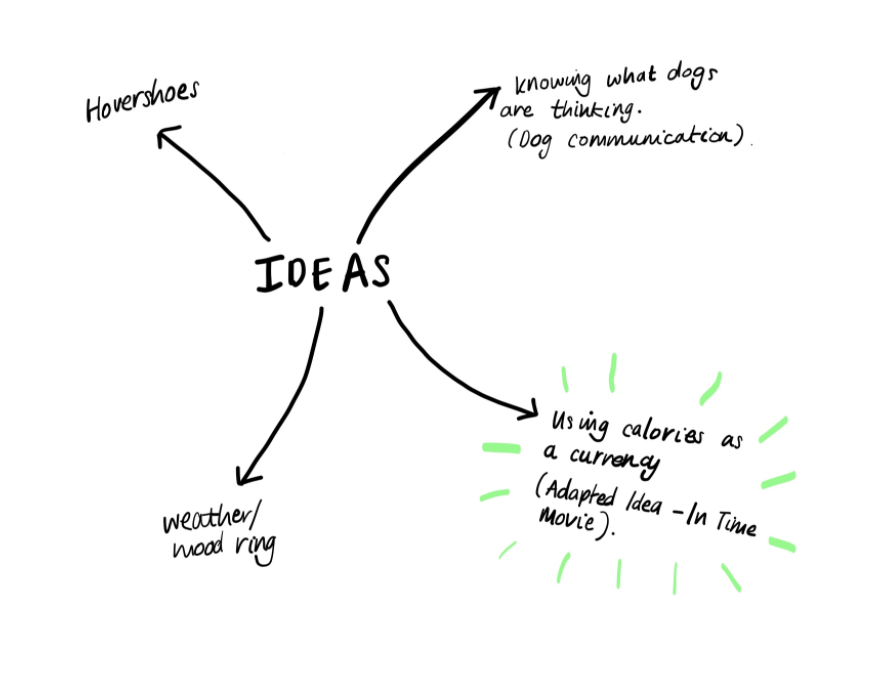 Hovershoes
Knowing what dogs
are thinking.
(Dog communication).
IDEAS
Using calories as
a currency
(Adapted Idea - In Time
Movie).
weather/
mood ring